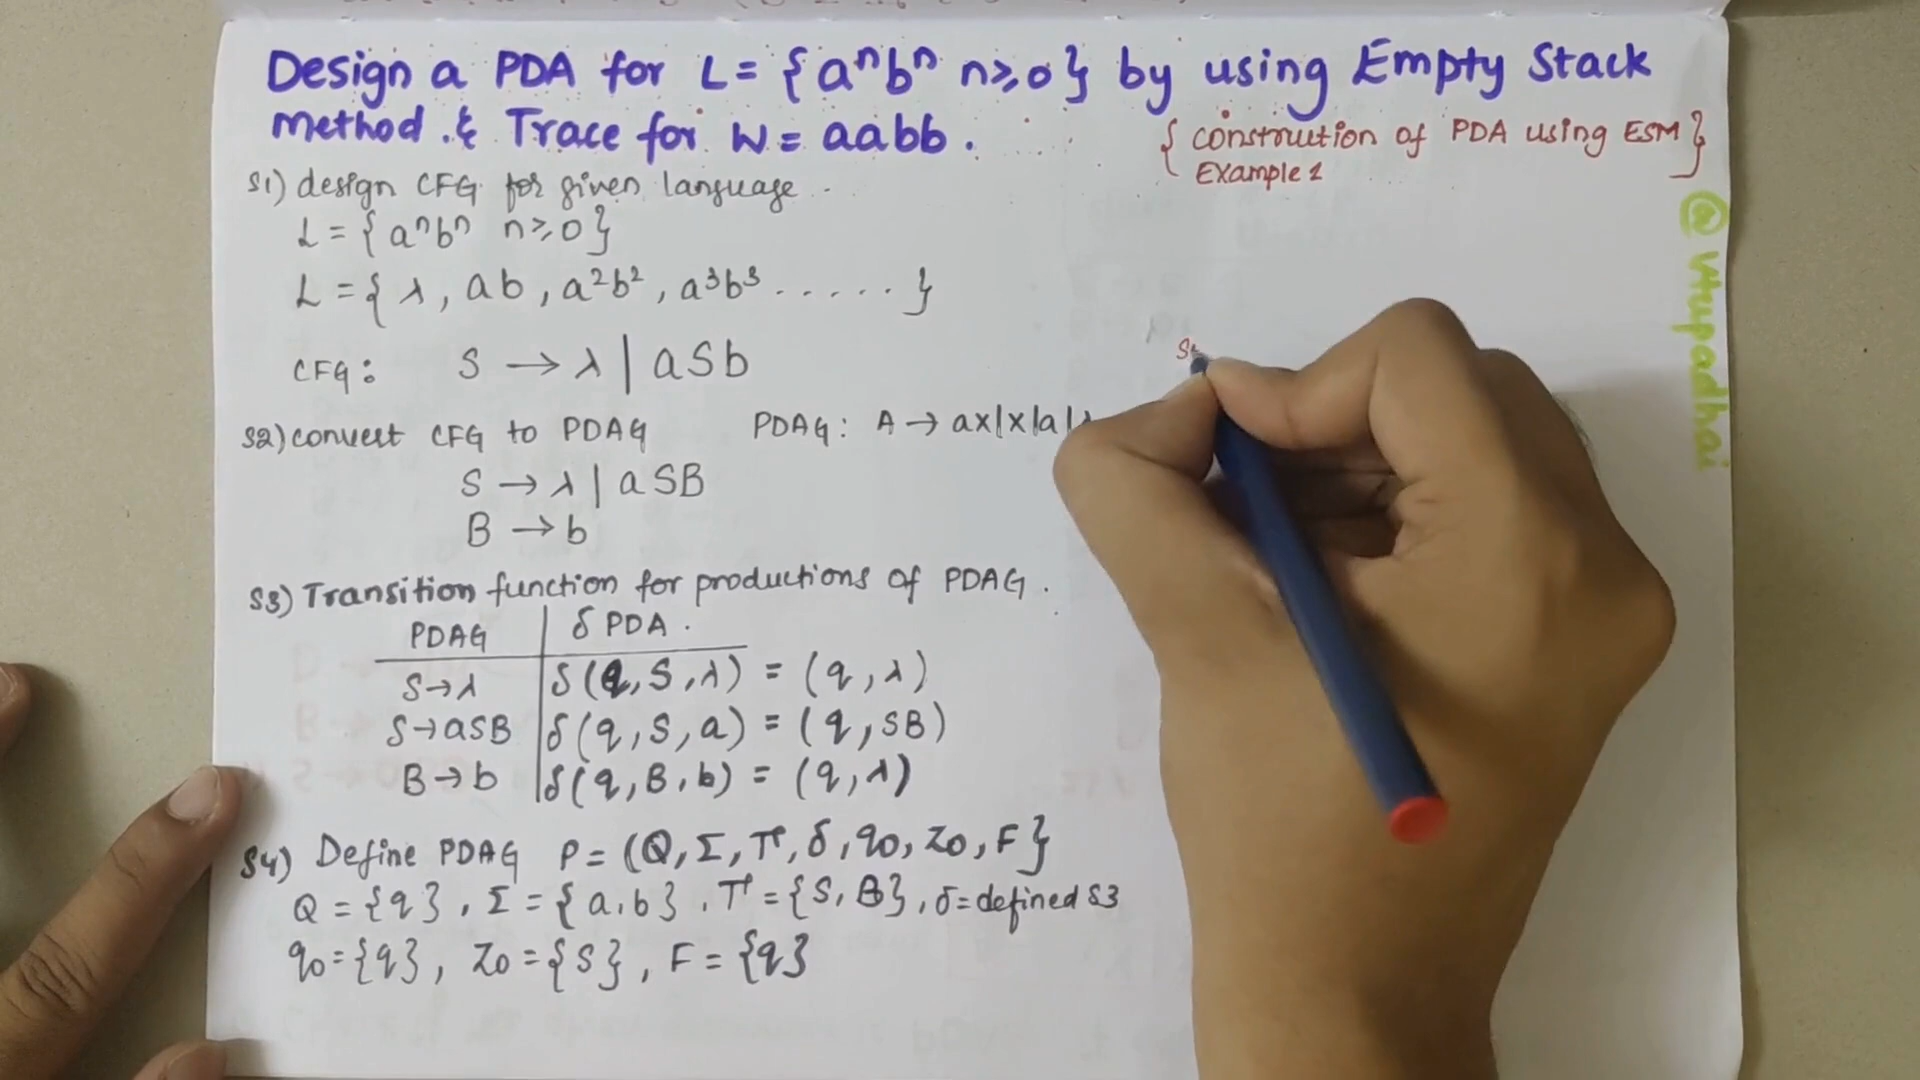 Design a PDA for L = {aⁿbⁿ n≥0} by using Empty Stack
method. & Trace for W = aabb.
{ construction of PDA using ESM }
Example 1
S1) design CFG for given language.
L = {aⁿbⁿ n≥0}
L = { λ, ab, a²b², a³b³ ..... }
CFG: S → λ | aSb
S2) convert CFG to PDAG PDAG: A → ax|x|a|λ
S → λ | aSB
B → b
S3) Transition function for productions of PDAG.
PDAG | δ PDA.
S→λ | δ(q, S, λ) = (q, λ)
S→aSB | δ(q, S, a) = (q, SB)
B→b | δ(q, B, b) = (q, λ)
S4) Define PDAG P = (Q, Σ, Γ, δ, q0, Z0, F}
Q = {q}, Σ = {a, b}, Γ = {S, B}, δ = defined S3
q0 = {q}, Z0 = {S}, F = {q}
@Vtupadhai